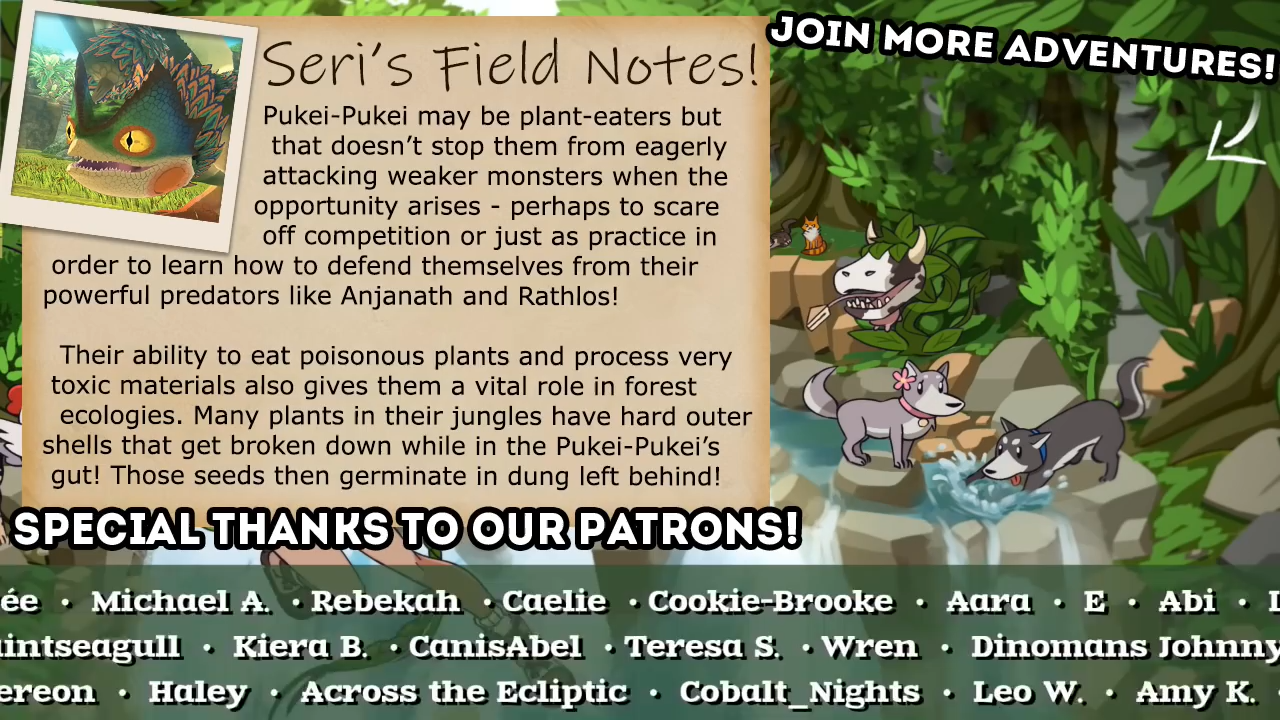 Seri's Field Notes!
JOIN MORE ADVENTURES!
Pukei-Pukei may be plant-eaters but
that doesn't stop them from eagerly
attacking weaker monsters when the
opportunity arises - perhaps to scare
off competition or just as practice in
order to learn how to defend themselves from their
powerful predators like Anjanath and Rathlos!
Their ability to eat poisonous plants and process very
toxic materials also gives them a vital role in forest
ecologies. Many plants in their jungles have hard outer
shells that get broken down while in the Pukei-Pukei's
gut! Those seeds then germinate in dung left behind!
SPECIAL THANKS TO OUR PATRONS!
ée · Michael A. · Rebekah · Caelie · Cookie-Brooke · Aara · E · Abi ·
intseagull · Kiera B. · CanisAbel · Teresa S. · Wren · Dinomans Johnny
ereon · Haley · Across the Ecliptic · Cobalt_Nights · Leo W. · Amy K. ·